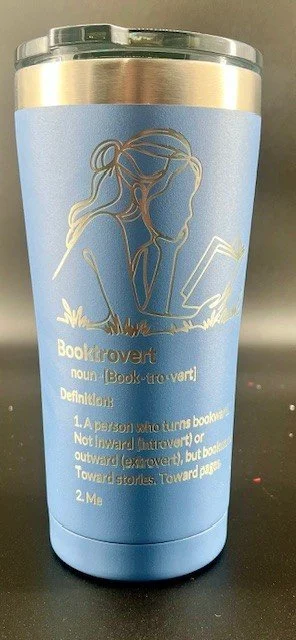 Booktrovert
noun · [Book-tro-vert]
Definition:
1. A person who turns
Not inward (introvert) or
outward (extrovert), but
Toward stories. Toward pages.
2. Me